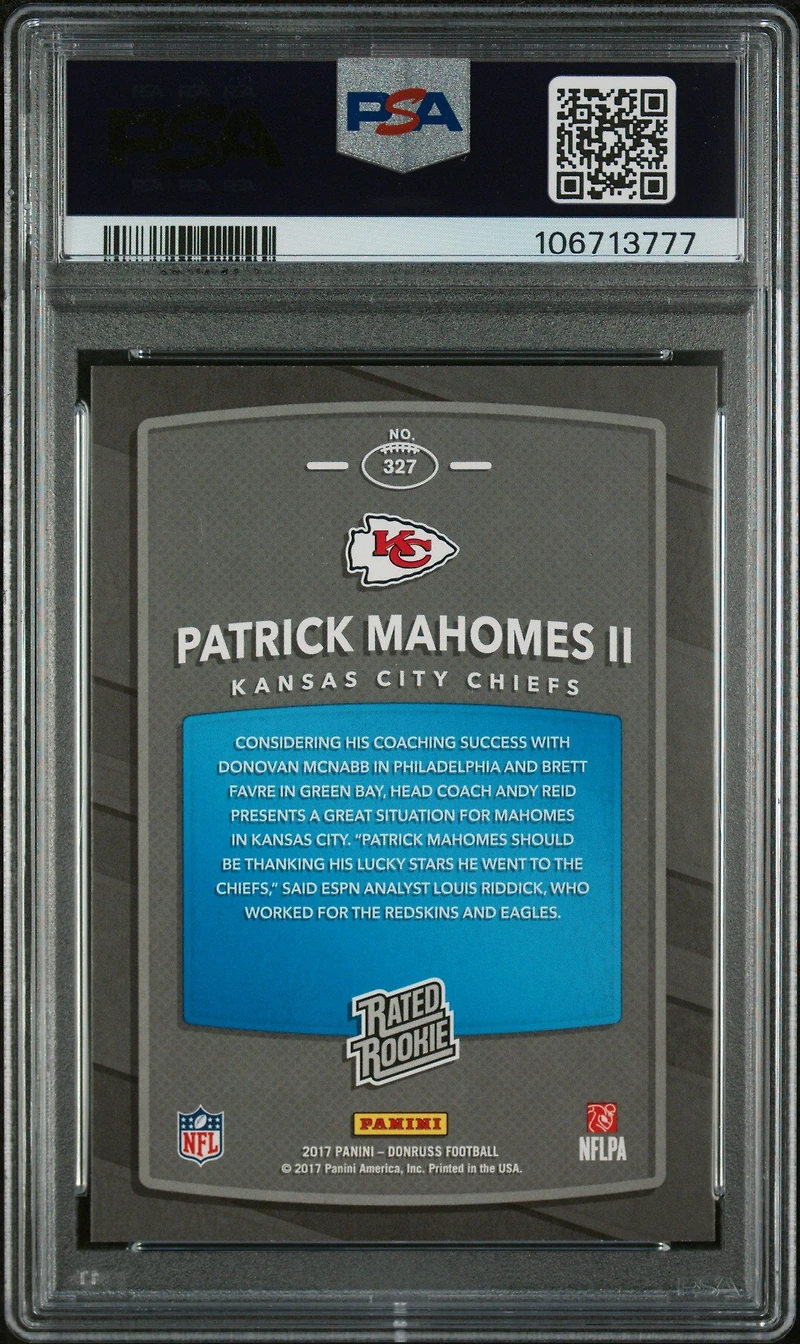 PSA
106713777
NO.
327
KC
PATRICK MAHOMES II
KANSAS CITY CHIEFS
CONSIDERING HIS COACHING SUCCESS WITH
DONOVAN MCNABB IN PHILADELPHIA AND BRETT
FAVRE IN GREEN BAY, HEAD COACH ANDY REID
PRESENTS A GREAT SITUATION FOR MAHOMES
IN KANSAS CITY. “PATRICK MAHOMES SHOULD
BE THANKING HIS LUCKY STARS HE WENT TO THE
CHIEFS,” SAID ESPN ANALYST LOUIS RIDDICK, WHO
WORKED FOR THE REDSKINS AND EAGLES.
RATED
ROOKIE
NFL
PANINI
NFLPA
2017 PANINI – DONRUSS FOOTBALL
© 2017 Panini America, Inc. Printed in the USA.
PSA